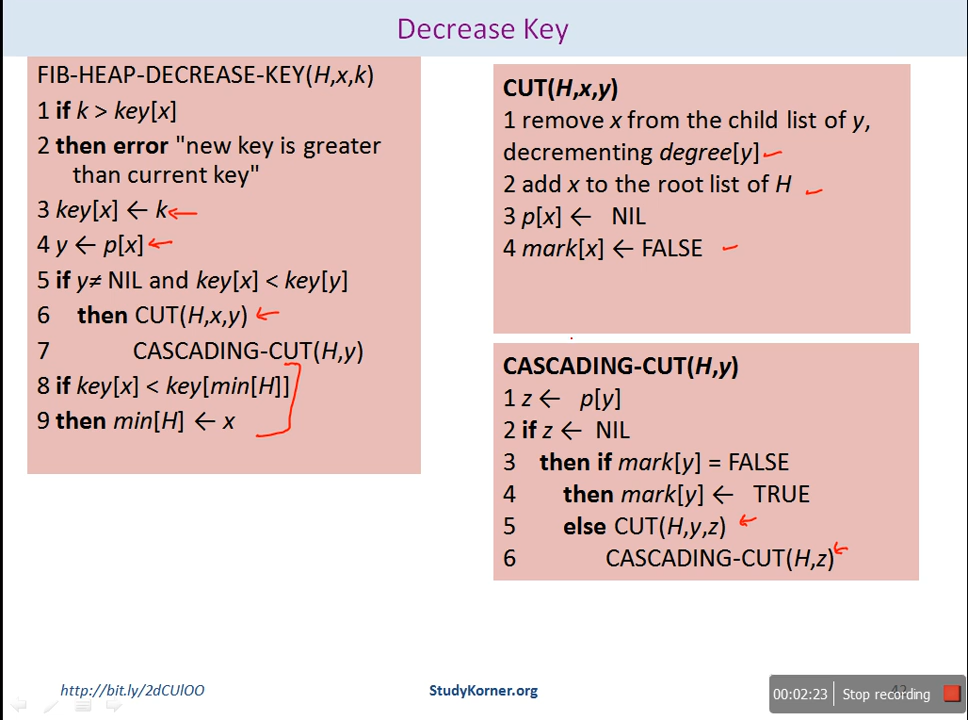 Decrease Key
FIB-HEAP-DECREASE-KEY(H,x,k)
1 if k > key[x]
2 then error "new key is greater
than current key"
3 key[x] ← k
4 y ← p[x]
5 if y≠ NIL and key[x] < key[y]
6 then CUT(H,x,y)
7 CASCADING-CUT(H,y)
8 if key[x] < key[min[H]]
9 then min[H] ← x
CUT(H,x,y)
1 remove x from the child list of y,
decrementing degree[y]
2 add x to the root list of H
3 p[x] ← NIL
4 mark[x] ← FALSE
CASCADING-CUT(H,y)
1 z ← p[y]
2 if z ← NIL
3 then if mark[y] = FALSE
4 then mark[y] ← TRUE
5 else CUT(H,y,z)
6 CASCADING-CUT(H,z)
http://bit.ly/2dCUlOO
StudyKorner.org
00:02:23 Stop recording